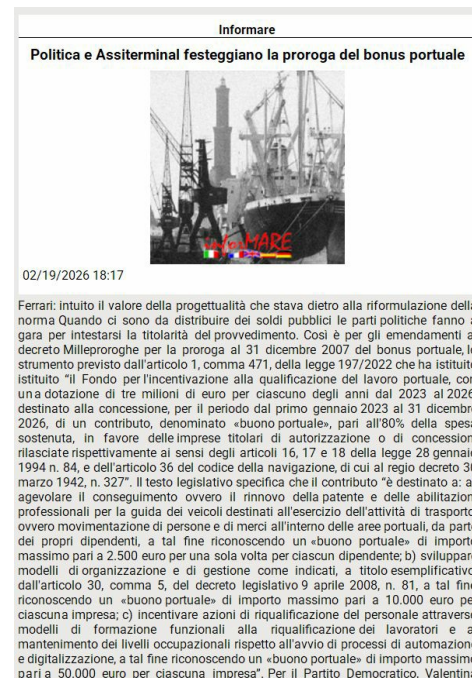 Informare
Politica e Assiterminal festeggiano la proroga del bonus portuale
inforMARE
02/19/2026 18:17
Ferrari: intuito il valore della progettualità che stava dietro alla riformulazione della
norma Quando ci sono da distribuire dei soldi pubblici le parti politiche fanno a
gara per intestarsi la titolarità del provvedimento. Così è per gli emendamenti al
decreto Milleproroghe per la proroga al 31 dicembre 2007 del bonus portuale, lo
strumento previsto dall'articolo 1, comma 471, della legge 197/2022 che ha istituito
istituito “il Fondo per l'incentivazione alla qualificazione del lavoro portuale, con
una dotazione di tre milioni di euro per ciascuno degli anni dal 2023 al 2026
destinato alla concessione, per il periodo dal primo gennaio 2023 al 31 dicembre
2026, di un contributo, denominato «buono portuale», pari all'80% della spesa
sostenuta, in favore delle imprese titolari di autorizzazione o di concessione
rilasciate rispettivamente ai sensi degli articoli 16, 17 e 18 della legge 28 gennaio
1994 n. 84, e dell'articolo 36 del codice della navigazione, di cui al regio decreto 30
marzo 1942, n. 327”. Il testo legislativo specifica che il contributo “è destinato a: a)
agevolare il conseguimento ovvero il rinnovo della patente e delle abilitazioni
professionali per la guida dei veicoli destinati all'esercizio dell'attività di trasporto
ovvero movimentazione di persone e di merci all'interno delle aree portuali, da parte
dei propri dipendenti, a tal fine riconoscendo un «buono portuale» di importo
massimo pari a 2.500 euro per una sola volta per ciascun dipendente; b) sviluppare
modelli di organizzazione e di gestione come indicati, a titolo esemplificativo
dall'articolo 30, comma 5, del decreto legislativo 9 aprile 2008, n. 81, a tal fine
riconoscendo un «buono portuale» di importo massimo pari a 10.000 euro per
ciascuna impresa; c) incentivare azioni di riqualificazione del personale attraverso
modelli di formazione funzionali alla riqualificazione dei lavoratori e al
mantenimento dei livelli occupazionali rispetto all'avvio di processi di automazione
e digitalizzazione, a tal fine riconoscendo un «buono portuale» di importo massimo
pari a 50.000 euro per ciascuna impresa”. Per il Partito Democratico, Valentina